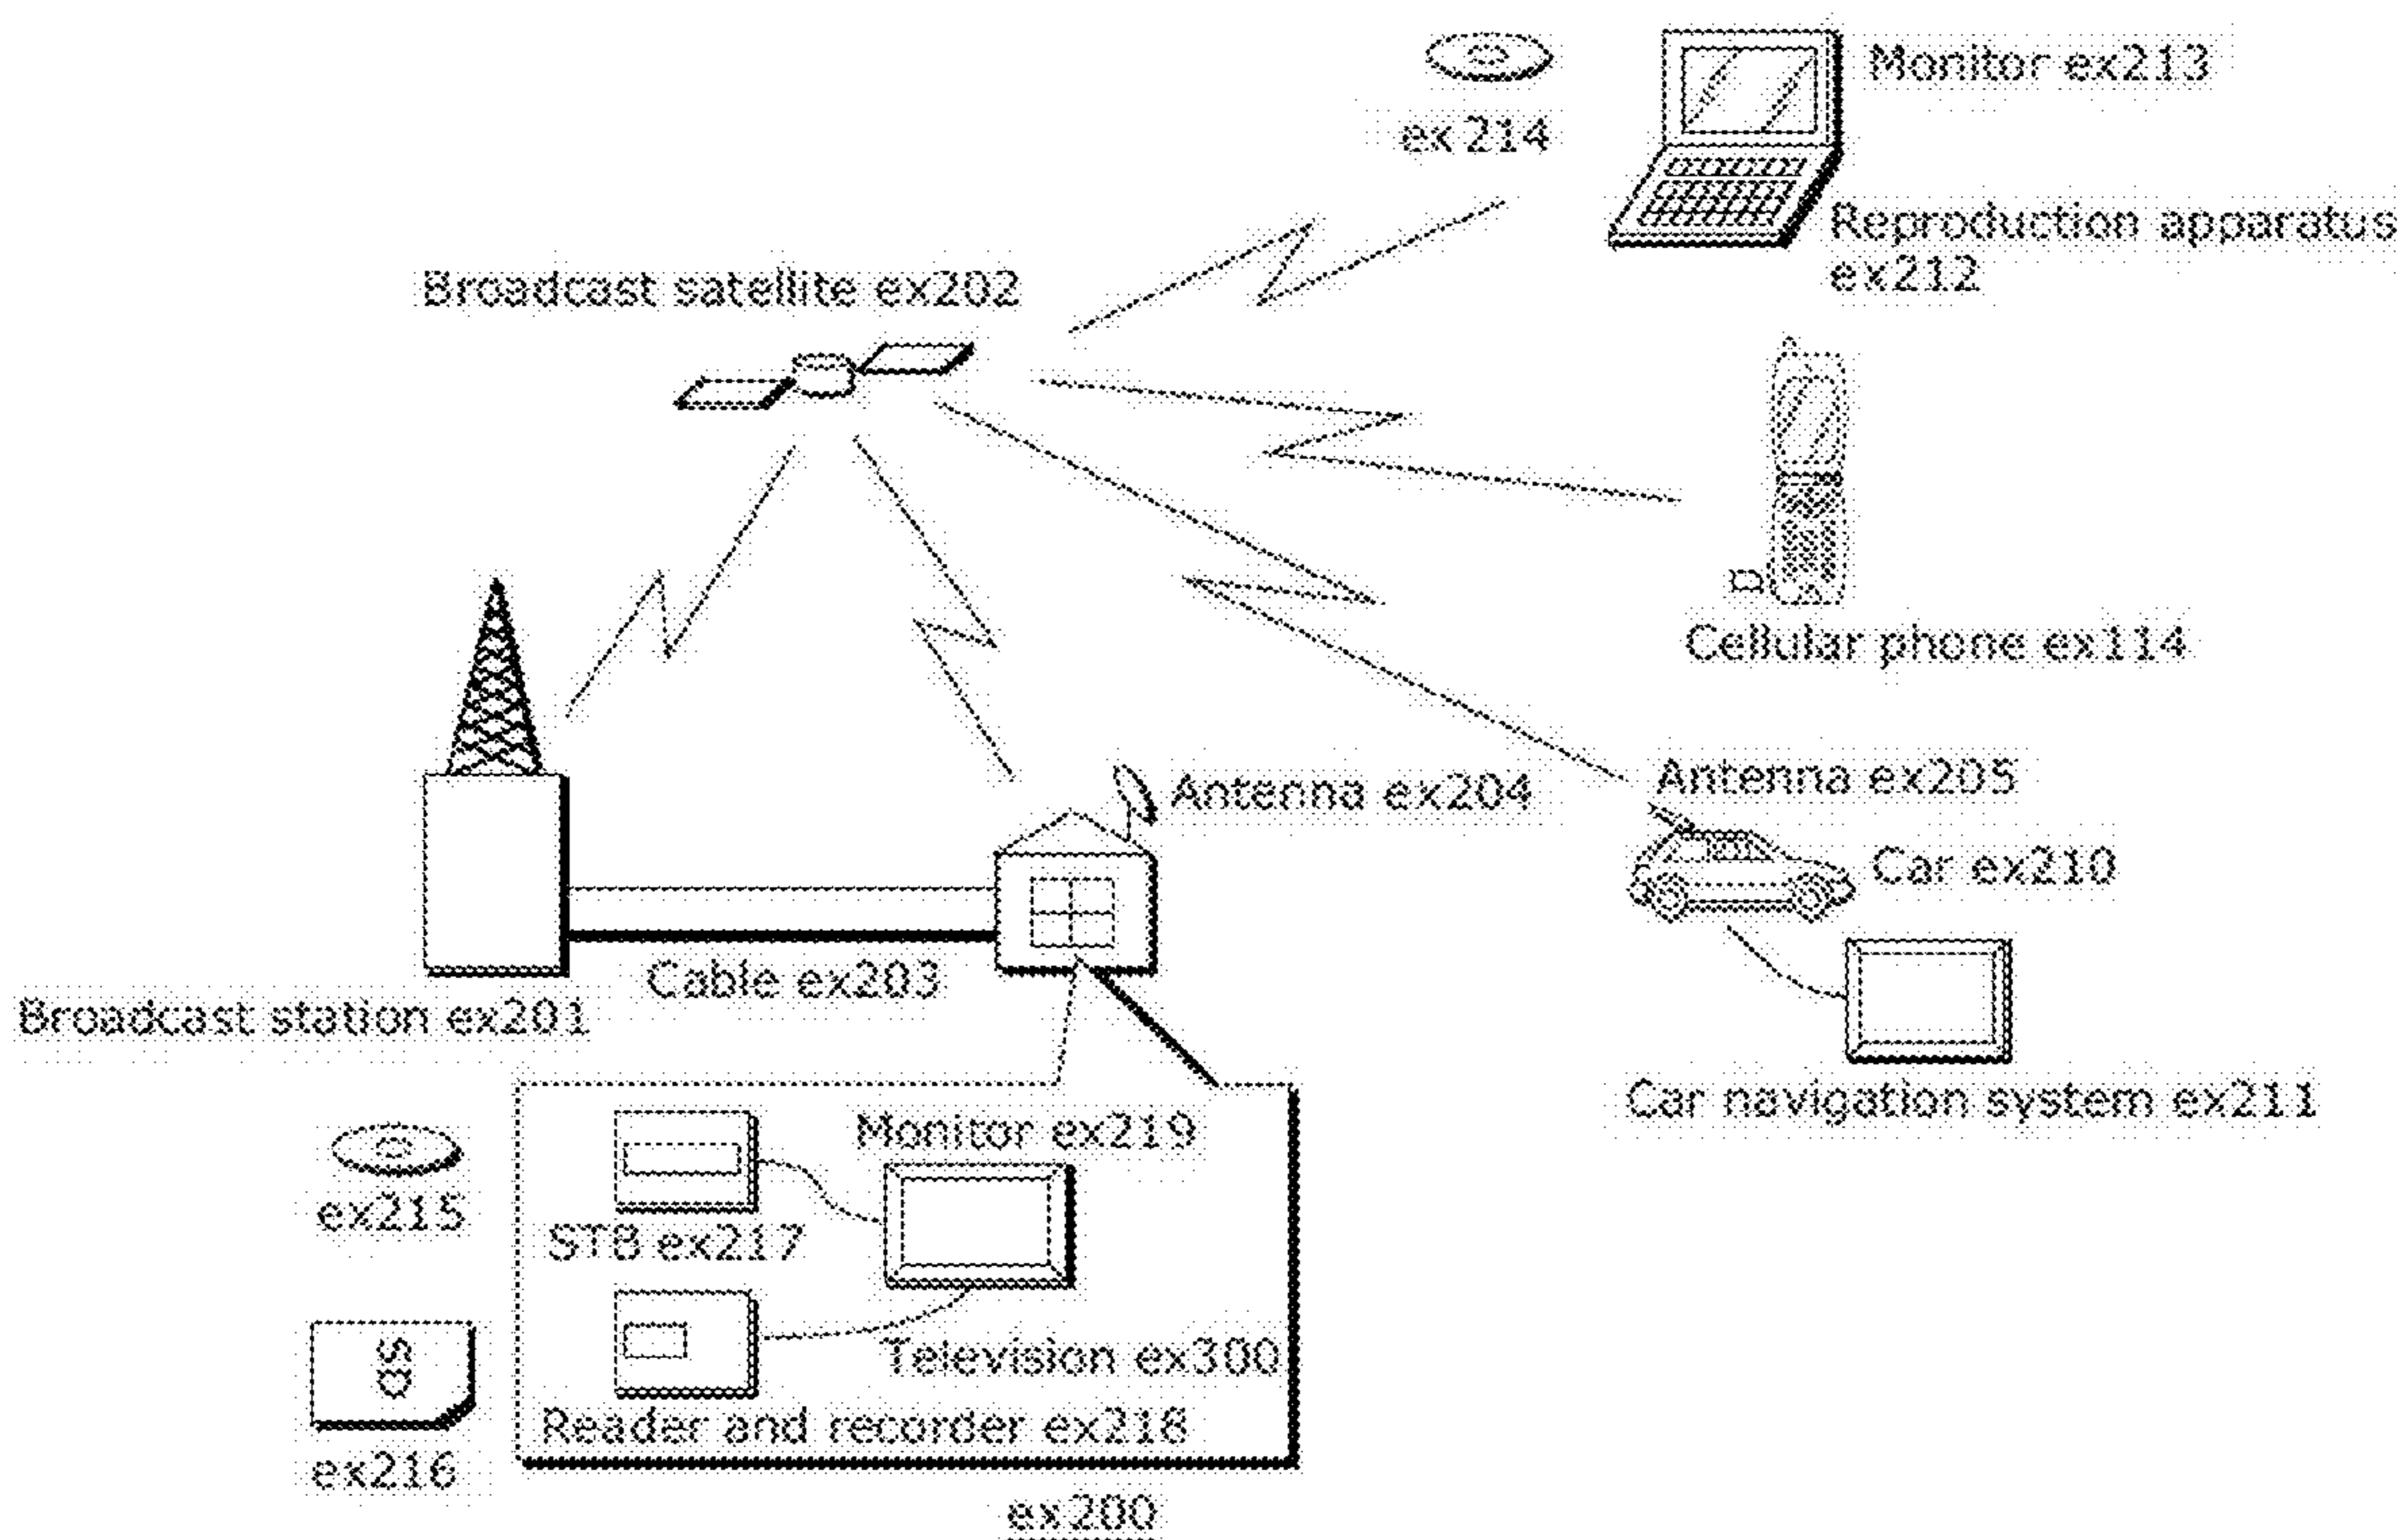 Monitor ex213
ex214
Reproduction apparatus
ex212
Broadcast satellite ex202
Cellular phone ex114
Antenna ex205
Antenna ex204
Car ex210
Cable ex203
Broadcast station ex201
Car navigation system ex211
Monitor ex219
ex215
STB ex217
SD
Television ex300
Reader and recorder ex218
ex216
ex200